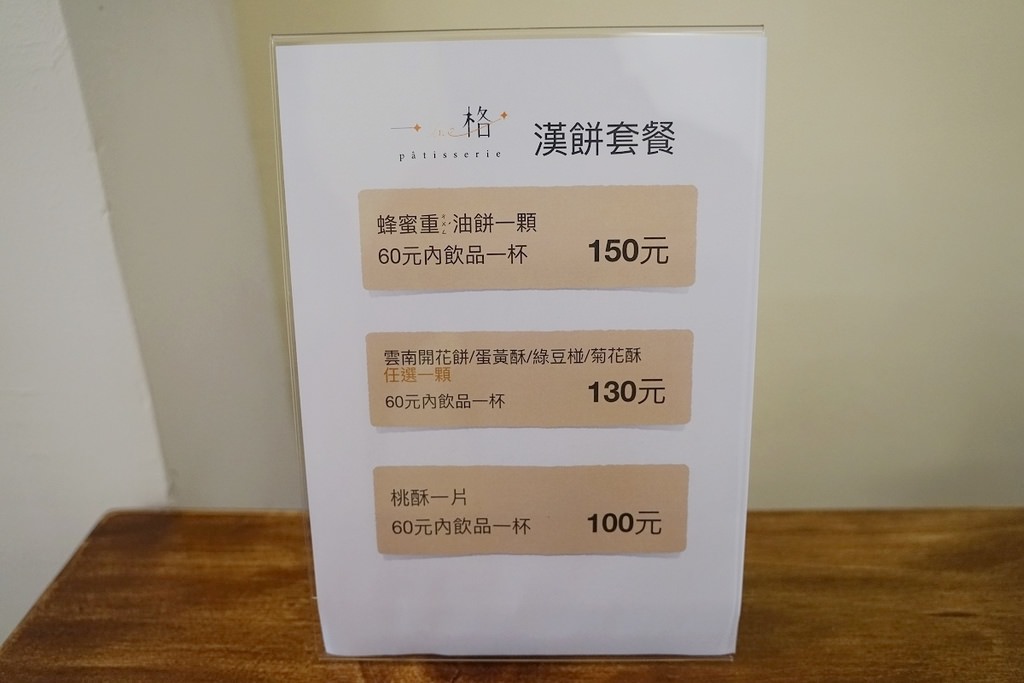 一 格
pâtisserie
漢餅套餐
蜂蜜重油餅一顆
60元內飲品一杯
150元
雲南開花餅/蛋黃酥/綠豆椪/菊花酥
任選一顆
60元內飲品一杯
130元
桃酥一片
60元內飲品一杯
100元